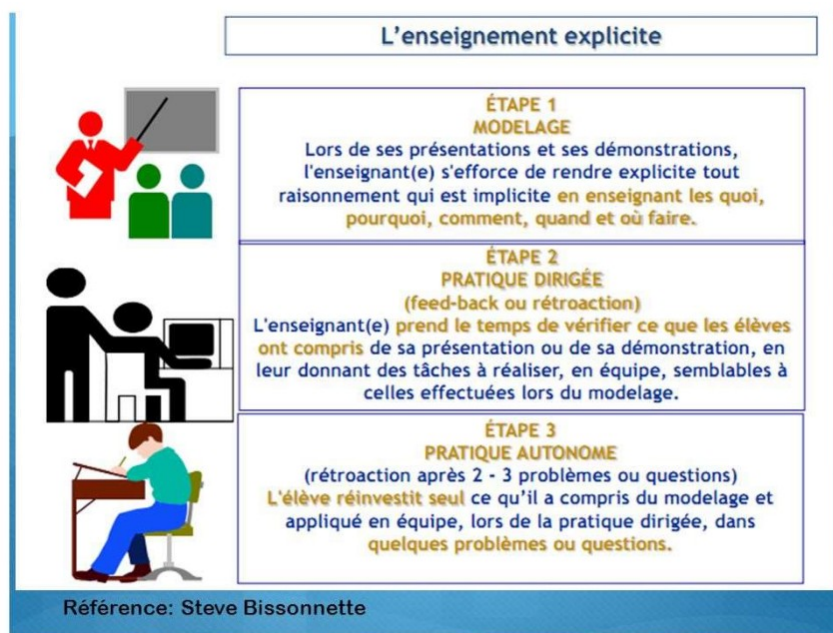 L'enseignement explicite
ÉTAPE 1
MODELAGE
Lors de ses présentations et ses démonstrations,
l'enseignant(e) s'efforce de rendre explicite tout
raisonnement qui est implicite en enseignant les quoi,
pourquoi, comment, quand et où faire.
ÉTAPE 2
PRATIQUE DIRIGÉE
(feed-back ou rétroaction)
L'enseignant(e) prend le temps de vérifier ce que les élèves
ont compris de sa présentation ou de sa démonstration, en
leur donnant des tâches à réaliser, en équipe, semblables à
celles effectuées lors du modelage.
ÉTAPE 3
PRATIQUE AUTONOME
(rétroaction après 2 - 3 problèmes ou questions)
L'élève réinvestit seul ce qu'il a compris du modelage et
appliqué en équipe, lors de la pratique dirigée, dans
quelques problèmes ou questions.
Référence: Steve Bissonnette